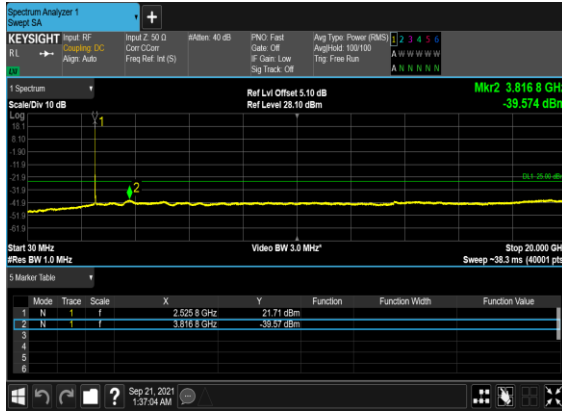 Spectrum Analyzer 1
Swept SA
+
KEYSIGHT Input: RF Input Z: 50 Ω #Atten: 40 dB PNO: Fast Avg Type: Power (RMS) 1 2 3 4 5 6
RL Coupling: DC Corr CCorr Gate: Off Avg|Hold: 100/100 A W W W W W
Align: Auto Freq Ref: Int (S) IF Gain: Low Trig: Free Run
LU Sig Track: Off A N N N N N
1 Spectrum Ref Lvl Offset 5.10 dB Mkr2 3.816 8 GHz
Scale/Div 10 dB Ref Level 28.10 dBm -39.574 dBm
Log
18.1
8.10
-1.90
-11.9
-21.9
DL1 -25.00 dBm
-31.9
-41.9
-51.9
-61.9
1
2
Start 30 MHz Video BW 3.0 MHz* Stop 20.000 GHz
#Res BW 1.0 MHz Sweep ~38.3 ms (40001 pts)
5 Marker Table
Mode Trace Scale X Y Function Function Width Function Value
1 N 1 f 2.525 8 GHz 21.71 dBm
2 N 1 f 3.816 8 GHz -39.57 dBm
3
4
5
6
? Sep 21, 2021
1:37:04 AM